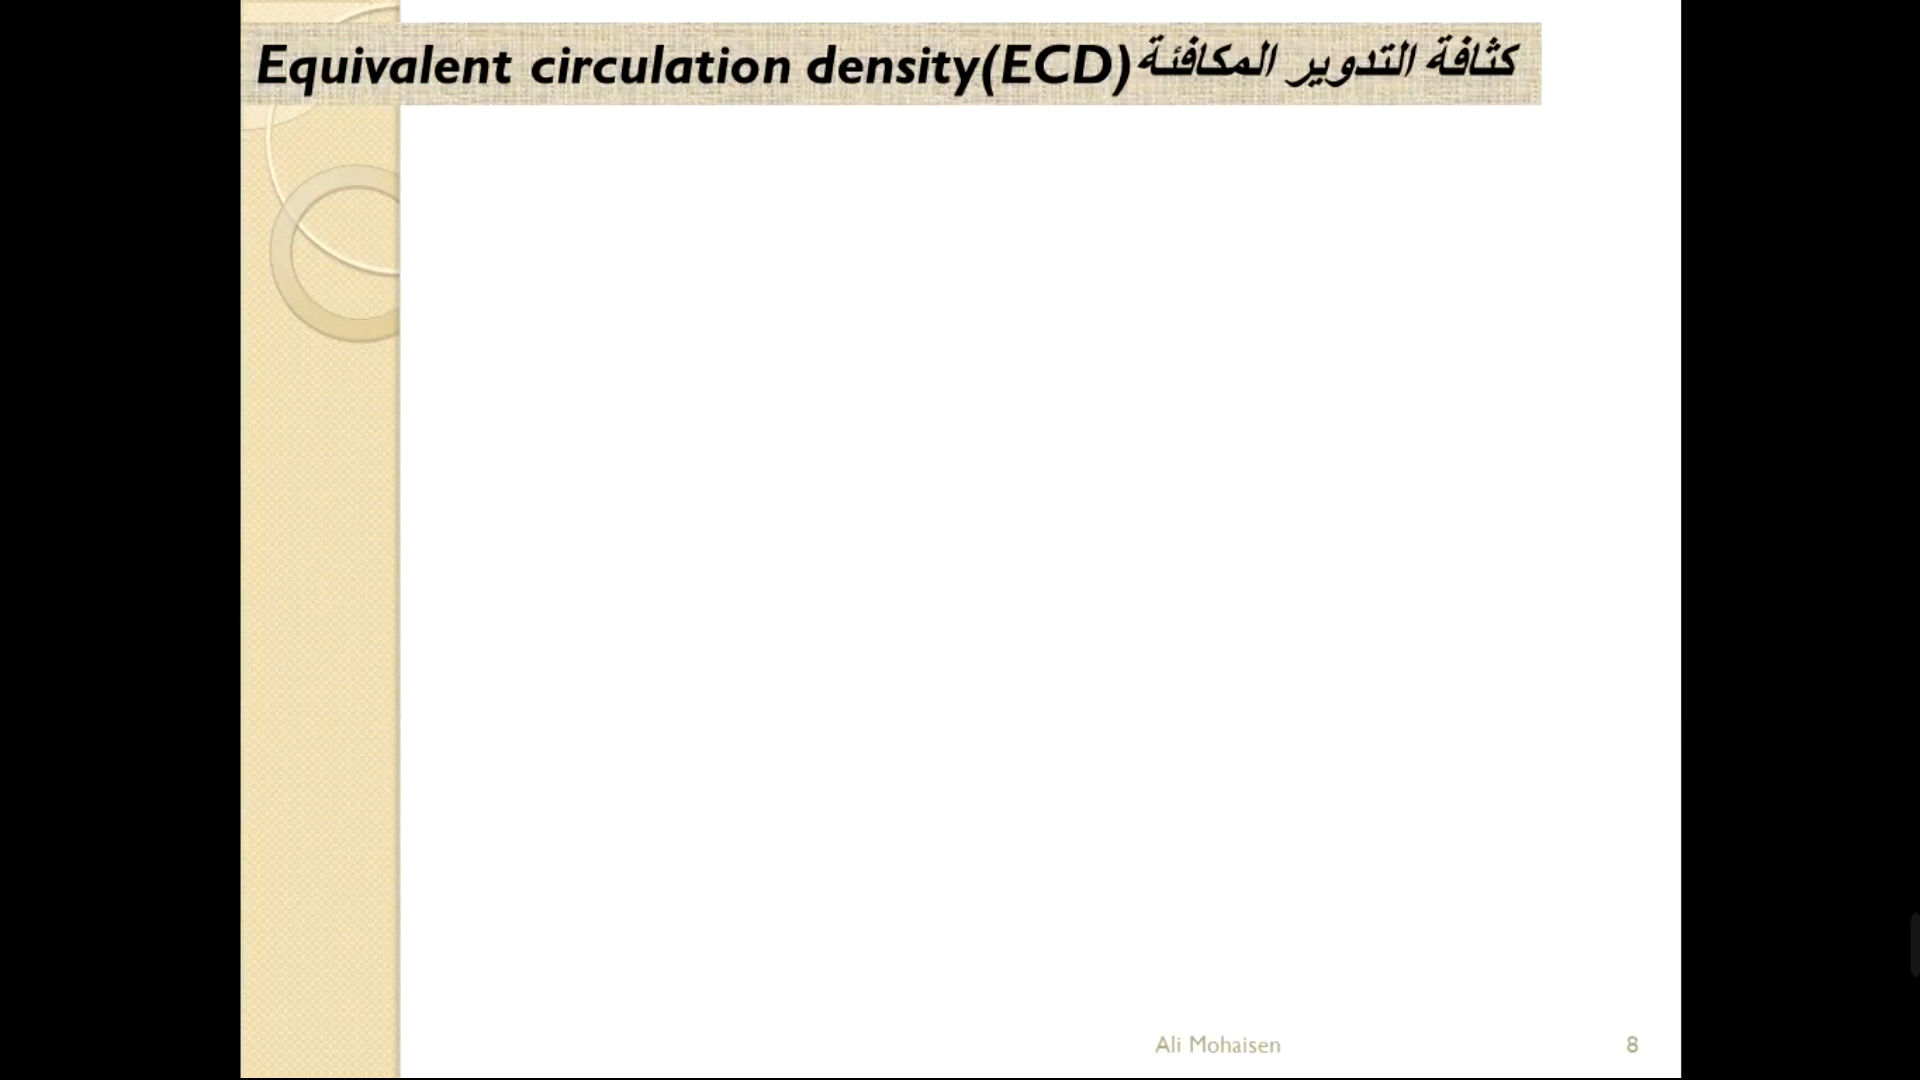 Equivalent circulation density(ECD) كثافة التدوير المكافئة
Ali Mohaisen
8